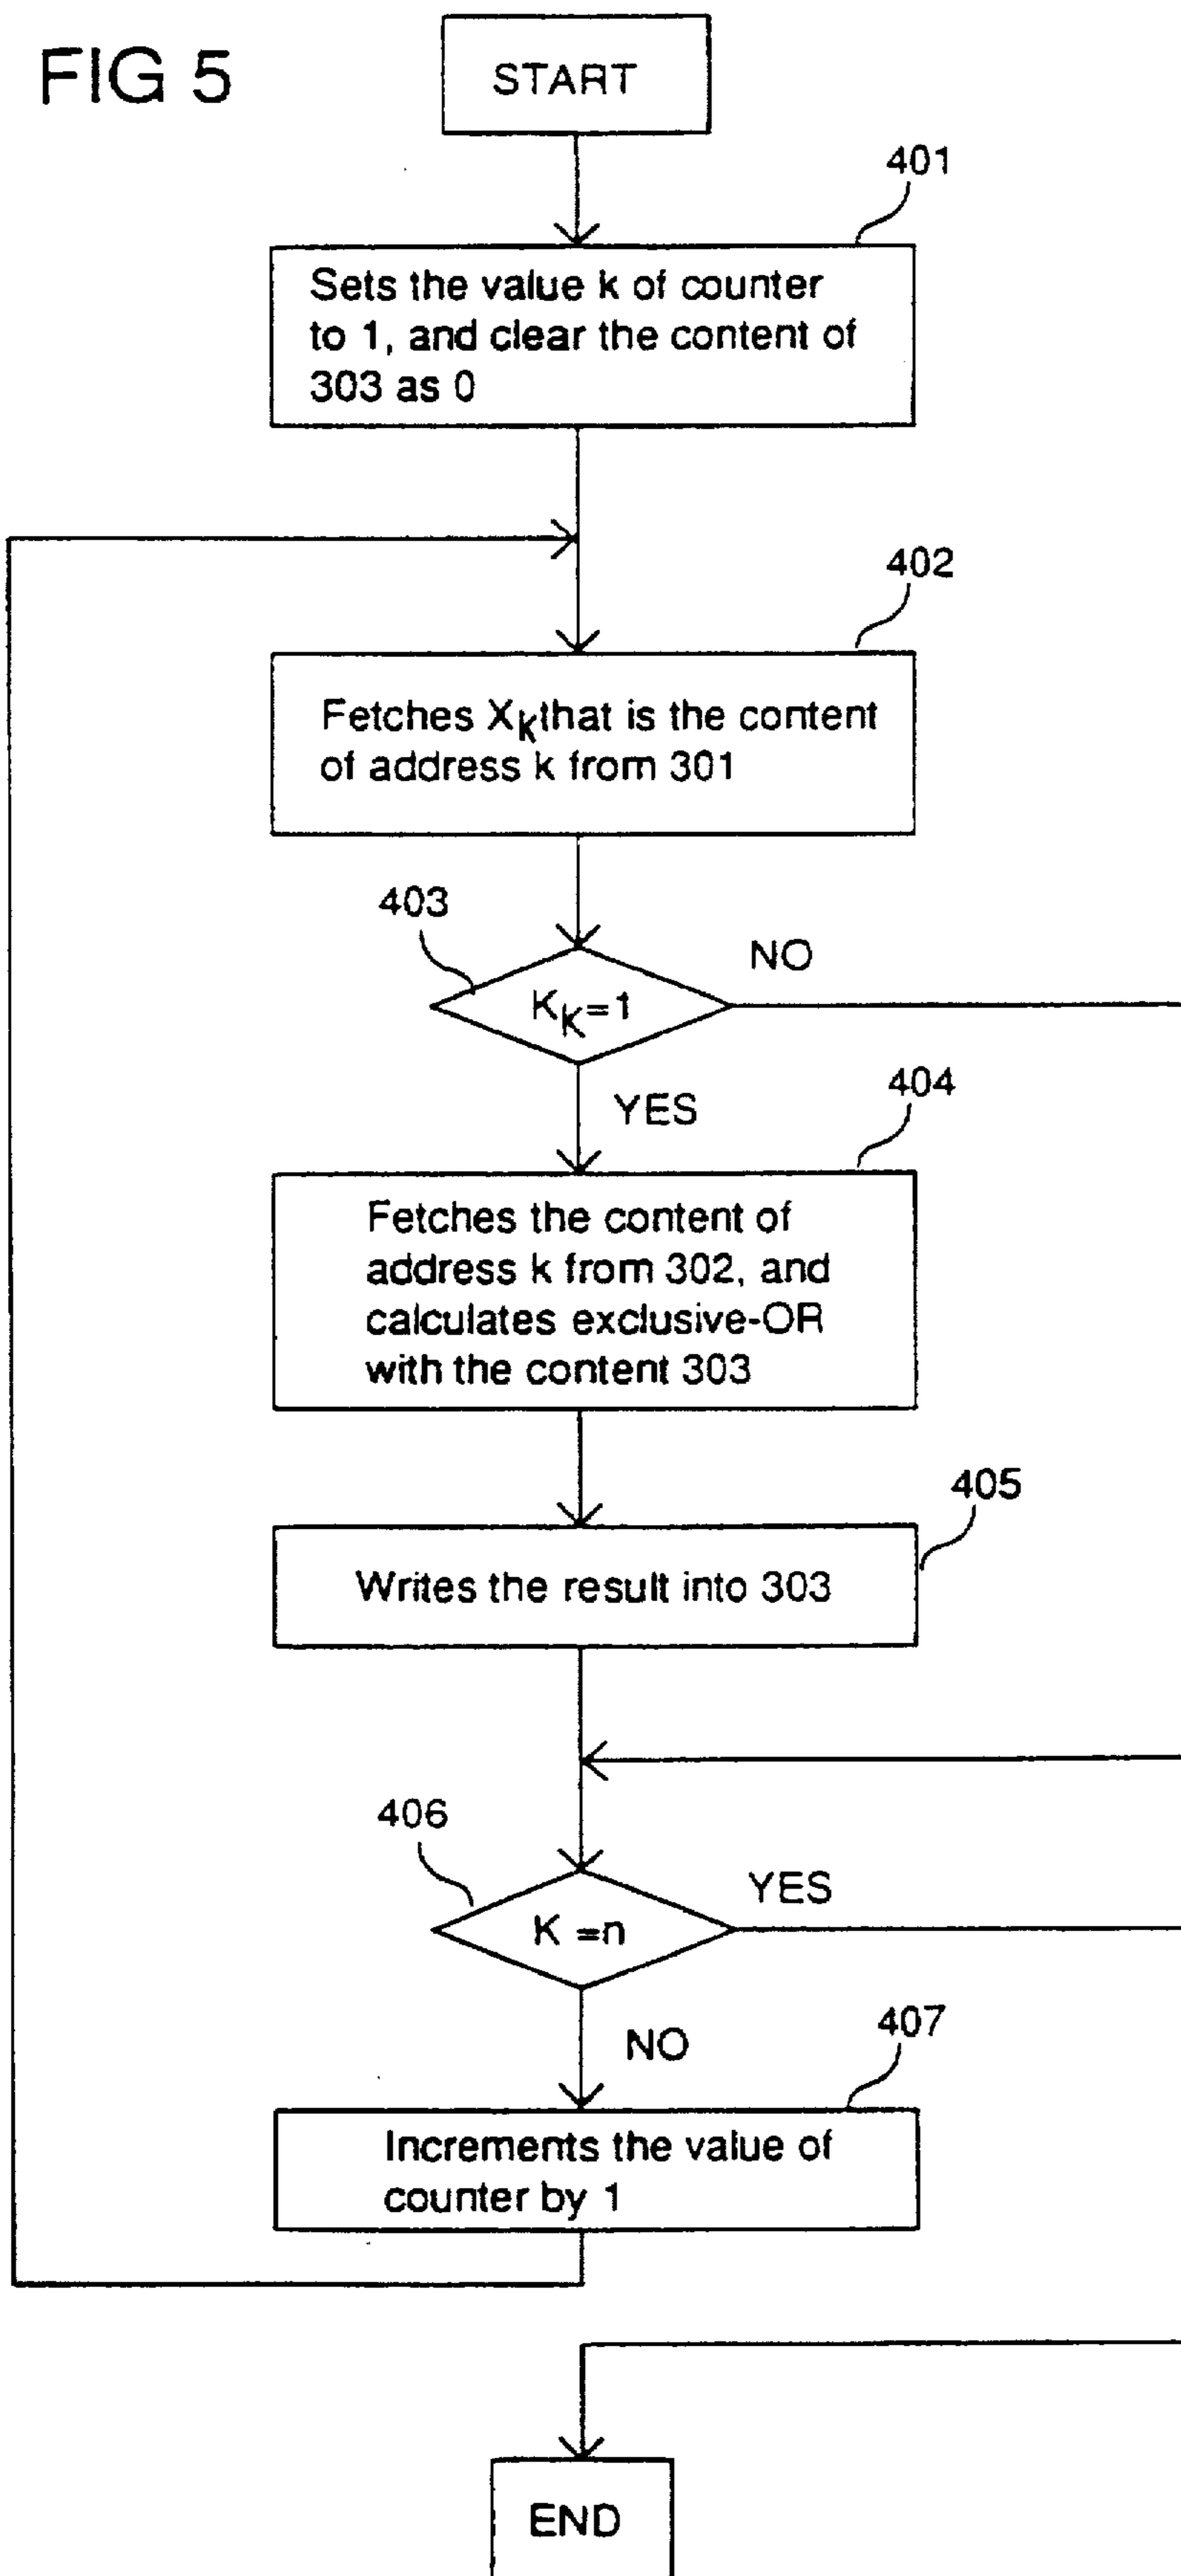 FIG 5
START
401
Sets the value k of counter
to 1, and clear the content of
303 as 0
402
Fetches Xk that is the content
of address k from 301
403
KK=1
NO
YES
404
Fetches the content of
address k from 302, and
calculates exclusive-OR
with the content 303
405
Writes the result into 303
406
K =n
YES
NO
407
Increments the value of
counter by 1
END